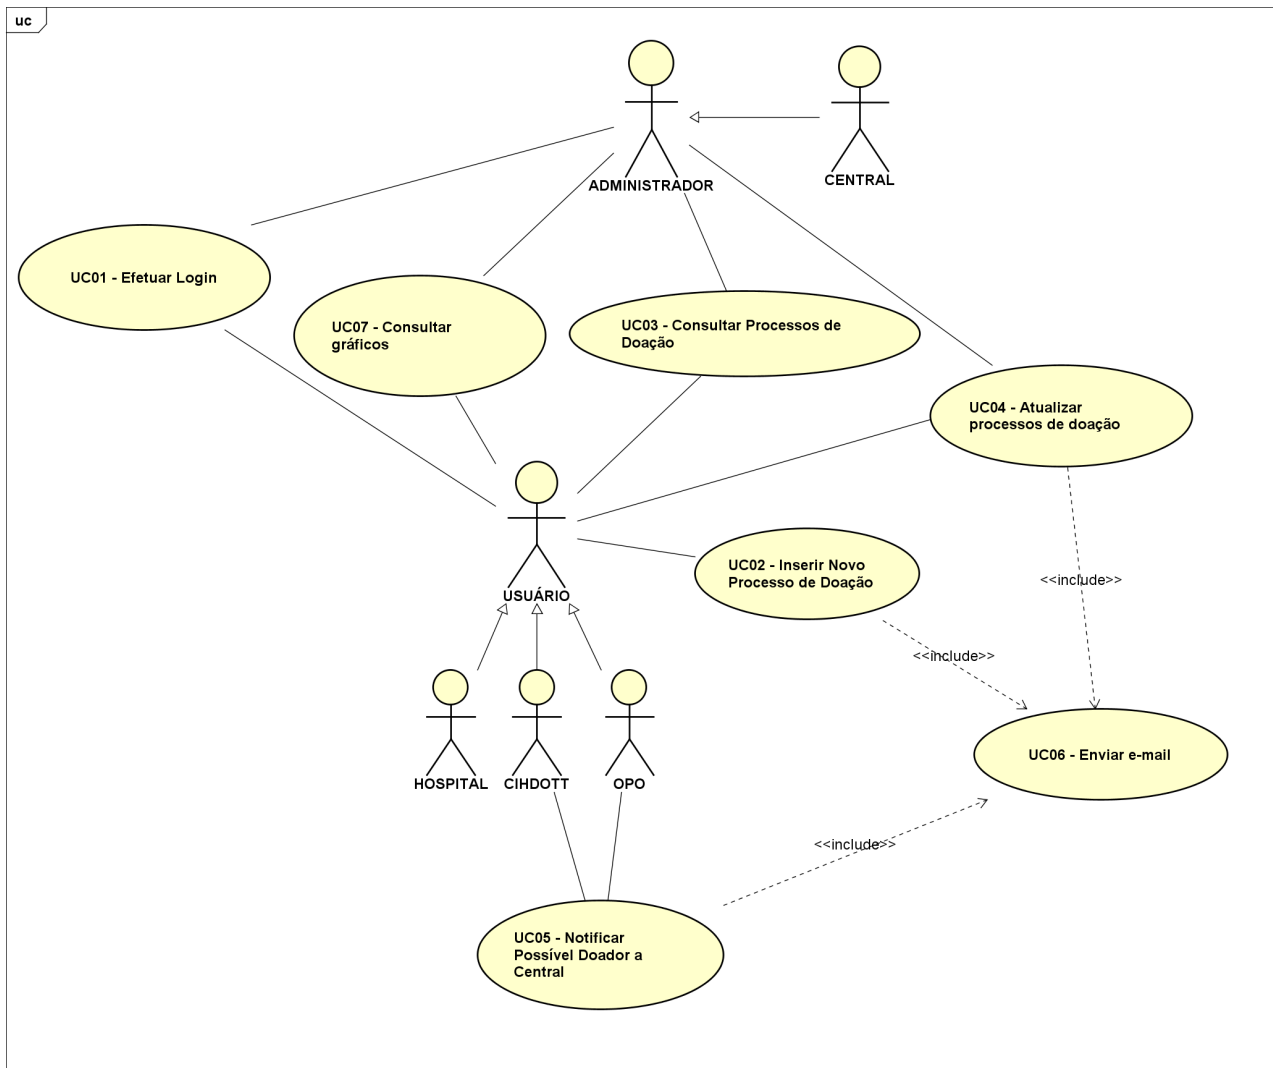 uc
ADMINISTRADOR
CENTRAL
UC01 - Efetuar Login
UC07 - Consultar
gráficos
UC03 - Consultar Processos de
Doação
UC04 - Atualizar
processos de doação
USUÁRIO
UC02 - Inserir Novo
Processo de Doação
<<include>>
<<include>>
HOSPITAL
CIHDOTT
OPO
UC06 - Enviar e-mail
<<include>>
UC05 - Notificar
Possível Doador a
Central